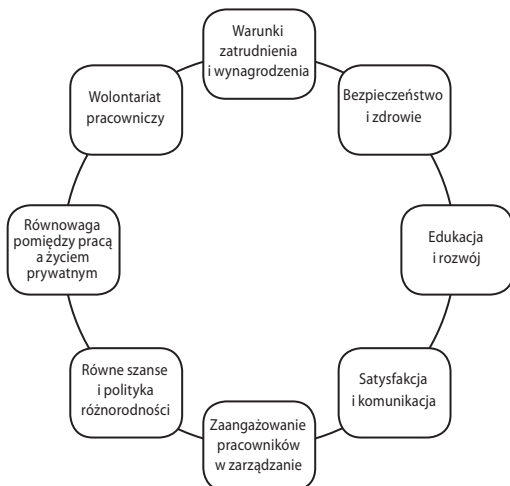 Warunki
zatrudnienia
i wynagrodzenia
Bezpieczeństwo
i zdrowie
Edukacja
i rozwój
Satysfakcja
i komunikacja
Zaangażowanie
pracowników
w zarządzanie
Równe szanse
i polityka
różnorodności
Równowaga
pomiędzy pracą
a życiem
prywatnym
Wolontariat
pracowniczy